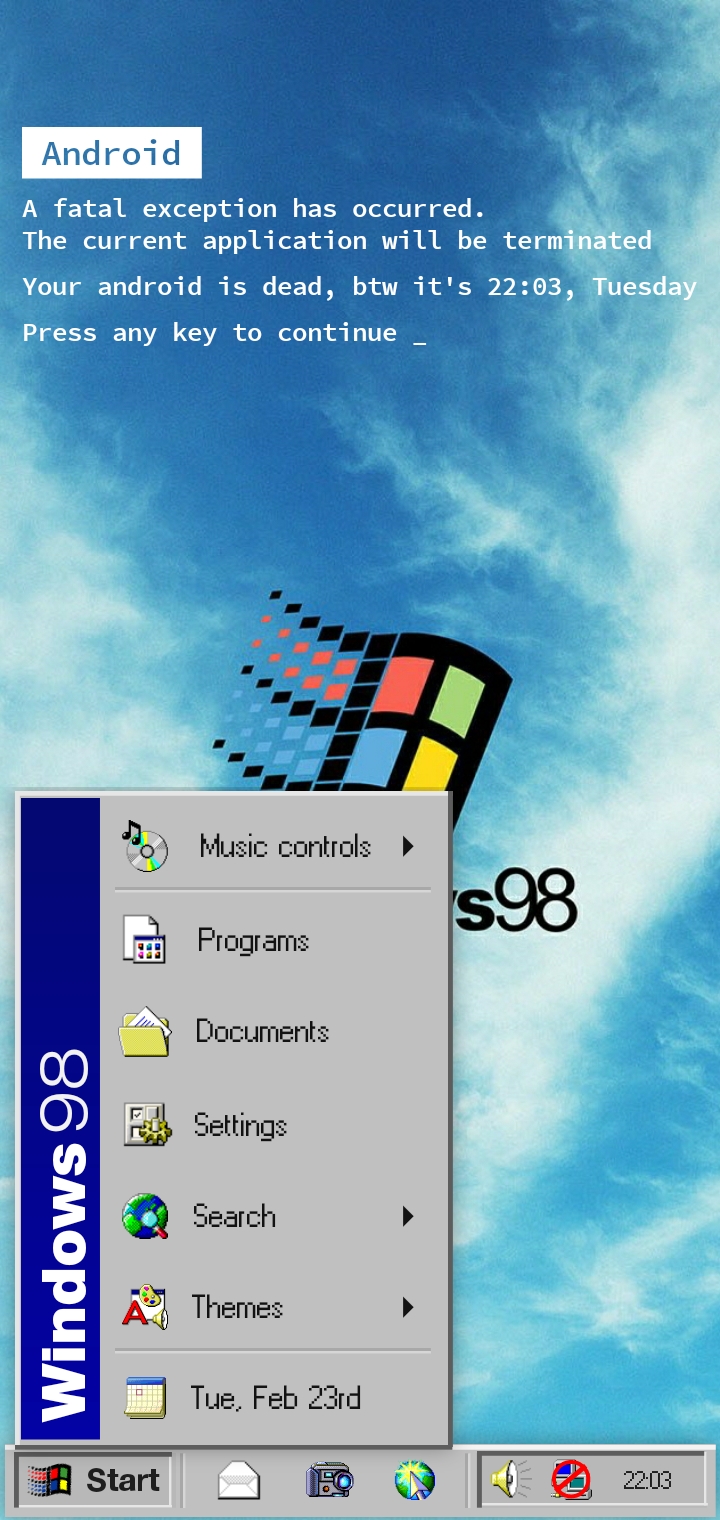 Android
A fatal exception has occurred.
The current application will be terminated
Your android is dead, btw it's 22:03, Tuesday
Press any key to continue _
Music controls
Programs
Documents
Settings
Search
Themes
Tue, Feb 23rd
Windows 98
s98
Start
22:03